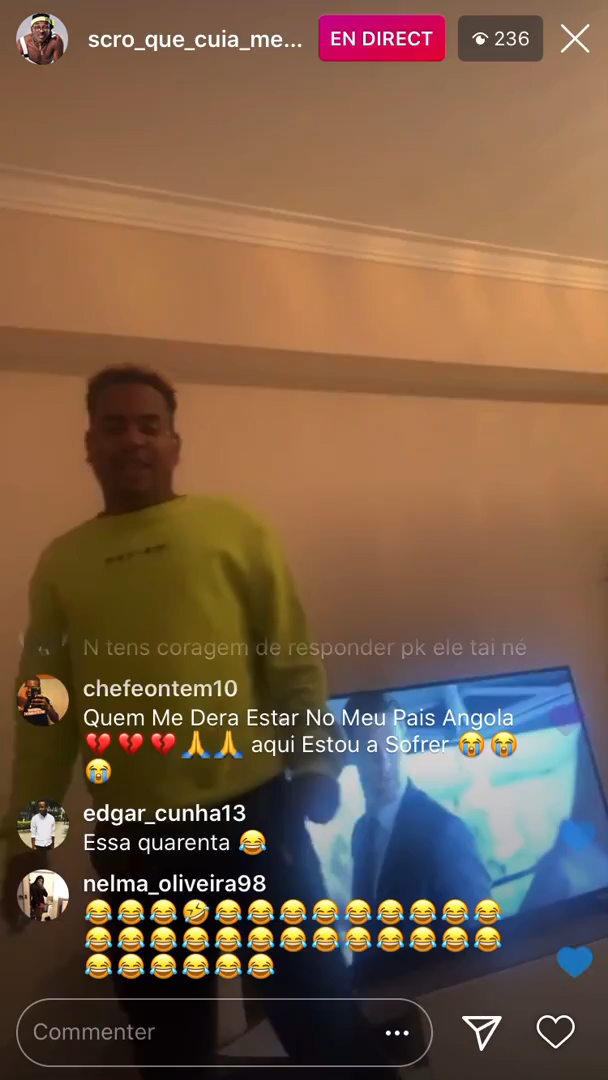 scro_que_cuia_me...
EN DIRECT
236
N tens coragem de responder pk ele tai né
chefeontem10
Quem Me Dera Estar No Meu Pais Angola
💔💔💔🙏🙏 aqui Estou a Sofrer 😭😭
😭
edgar_cunha13
Essa quarenta 😂
nelma_oliveira98
😂😂😂🤣😂😂😂😂😂😂😂😂😂
😂😂😂😂😂😂😂😂😂😂😂😂😂
😂😂😂😂😂😂
Commenter